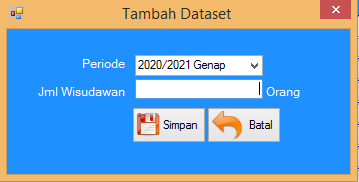 Tambah Dataset
Periode 2020/2021 Genap
Jml Wisudawan Orang
Simpan Batal